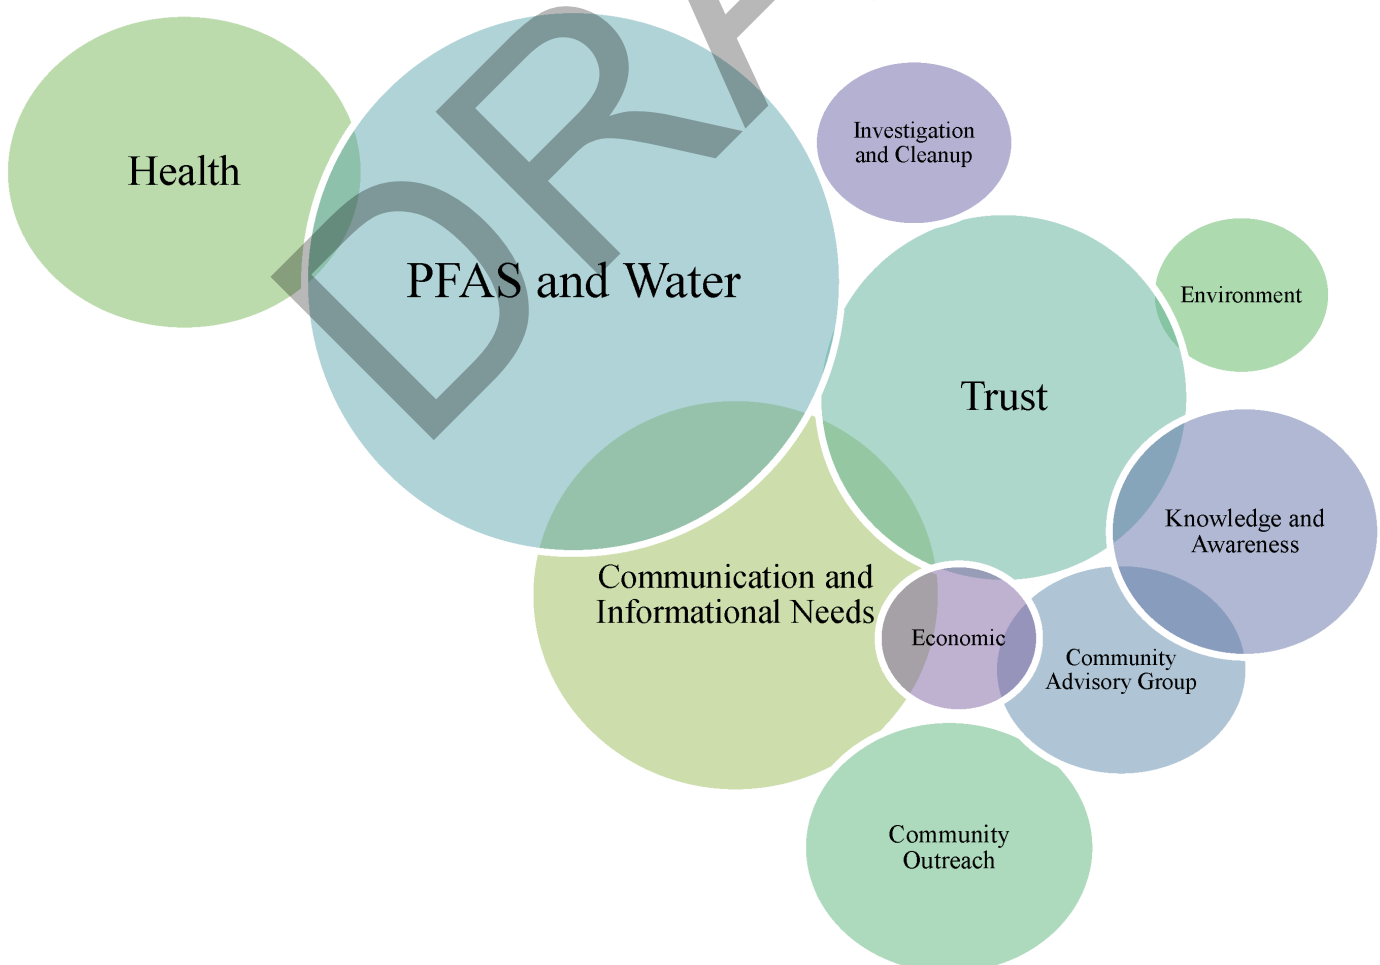 DRA
Health
PFAS and Water
Investigation
and Cleanup
Environment
Trust
Knowledge and
Awareness
Communication and
Informational Needs
Economic
Community
Advisory Group
Community
Outreach